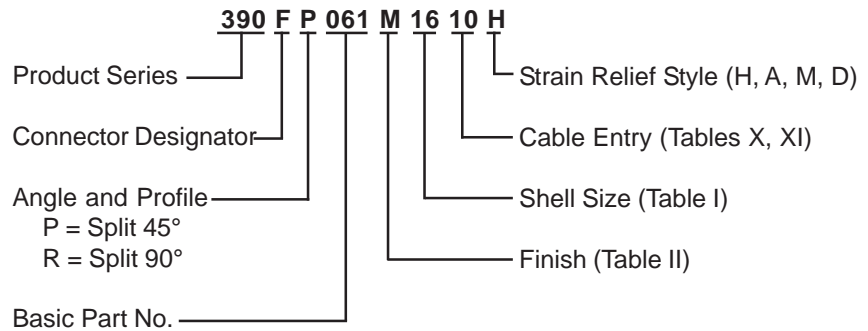 390 F P 061 M 16 10 H
Product Series
Connector Designator
Angle and Profile
P = Split 45°
R = Split 90°
Basic Part No.
Strain Relief Style (H, A, M, D)
Cable Entry (Tables X, XI)
Shell Size (Table I)
Finish (Table II)